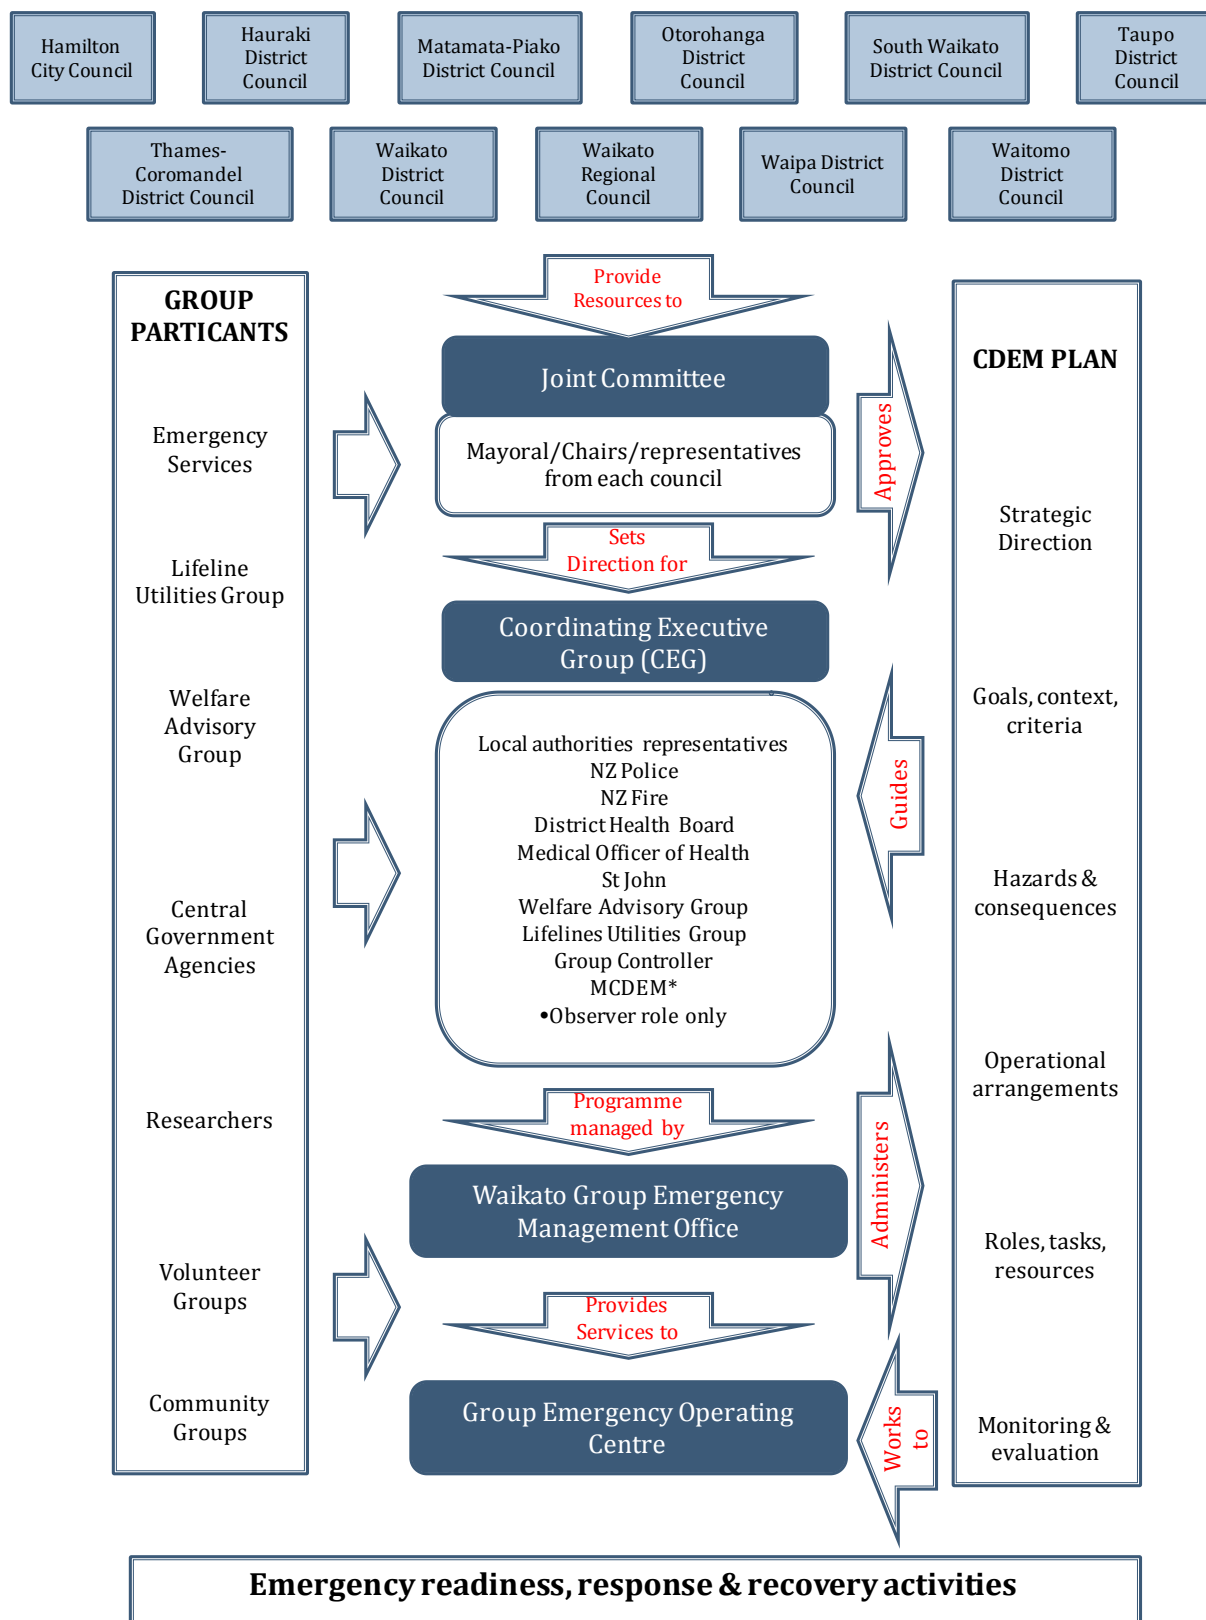 Hamilton
City Council
Hauraki
District
Council
Matamata-Piako
District Council
Otorohanga
District
Council
South Waikato
District Council
Taupo
District
Council
Thames-
Coromandel
District Council
Waikato
District
Council
Waikato
Regional
Council
Waipa District
Council
Waitomo
District
Council
GROUP
PARTICANTS
Emergency
Services
Lifeline
Utilities Group
Welfare
Advisory
Group
Central
Government
Agencies
Researchers
Volunteer
Groups
Community
Groups
Provide
Resources to
Joint Committee
Mayoral/Chairs/representatives
from each council
Sets
Direction for
Coordinating Executive
Group (CEG)
Local authorities representatives
NZ Police
NZ Fire
District Health Board
Medical Officer of Health
St John
Welfare Advisory Group
Lifelines Utilities Group
Group Controller
MCDEM*
•Observer role only
Programme
managed by
Waikato Group Emergency
Management Office
Provides
Services to
Group Emergency Operating
Centre
Approves
Guides
Administers
Works
to
CDEM PLAN
Strategic
Direction
Goals, context,
criteria
Hazards &
consequences
Operational
arrangements
Roles, tasks,
resources
Monitoring &
evaluation
Emergency readiness, response & recovery activities